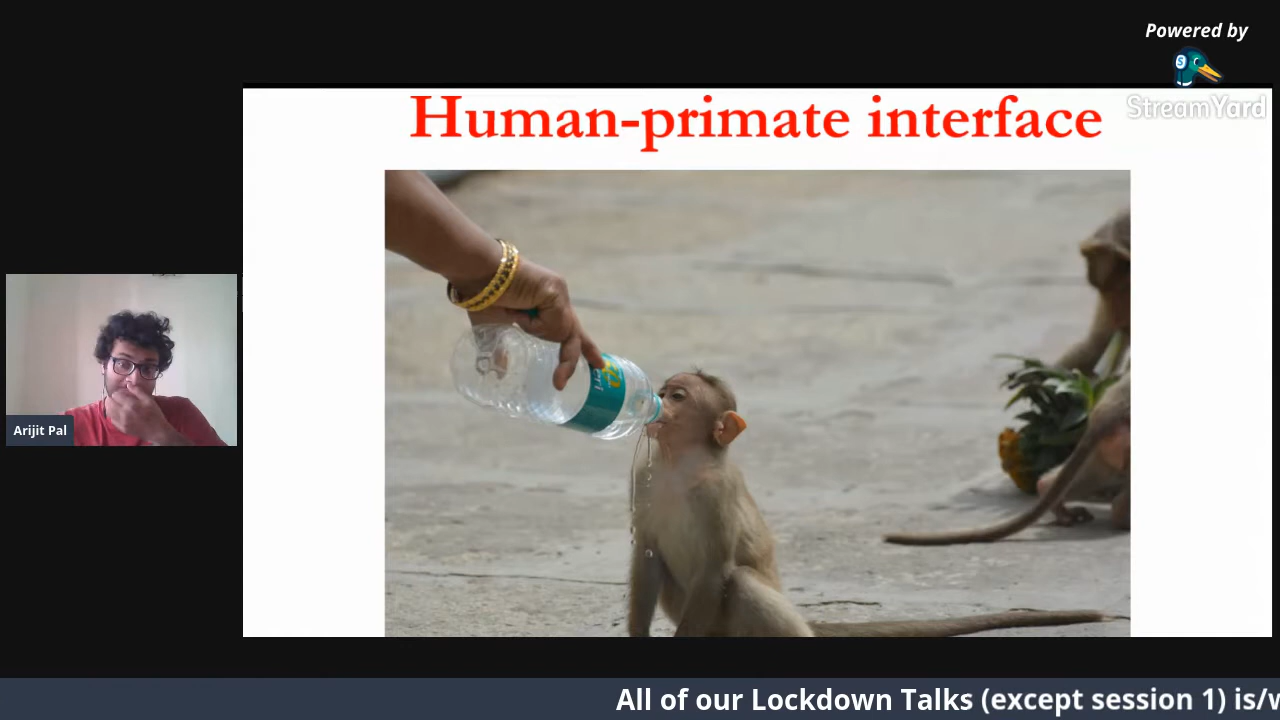 Powered by
StreamYard
Human-primate interface
Arijit Pal
All of our Lockdown Talks (except session 1) is/w